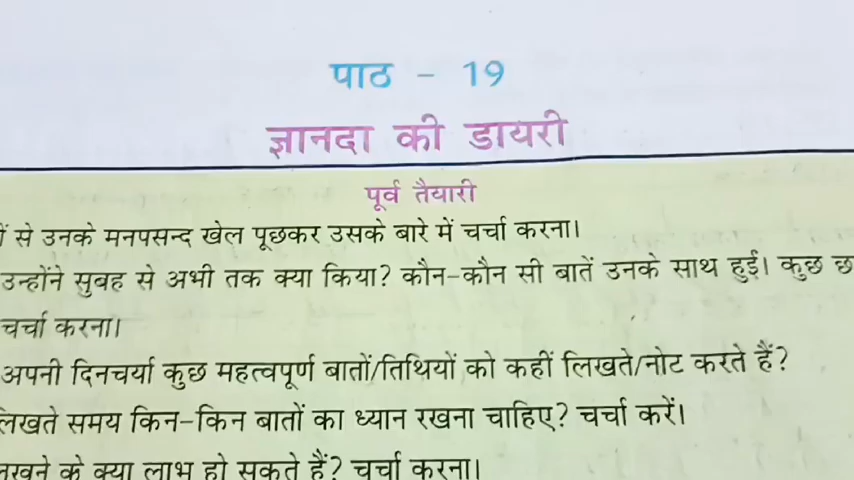 पाठ - 19
ज्ञानदा की डायरी
पूर्व तैयारी
से उनके मनपसन्द खेल पूछकर उसके बारे में चर्चा करना।
उन्होंने सुबह से अभी तक क्या किया? कौन-कौन सी बातें उनके साथ हुई। कुछ
चर्चा करना।
अपनी दिनचर्या कुछ महत्वपूर्ण बातों/तिथियों को कहीं लिखते/नोट करते हैं?
लिखते समय किन-किन बातों का ध्यान रखना चाहिए? चर्चा करें।
के क्या लाभ हो सकते हैं? चर्चा करना।